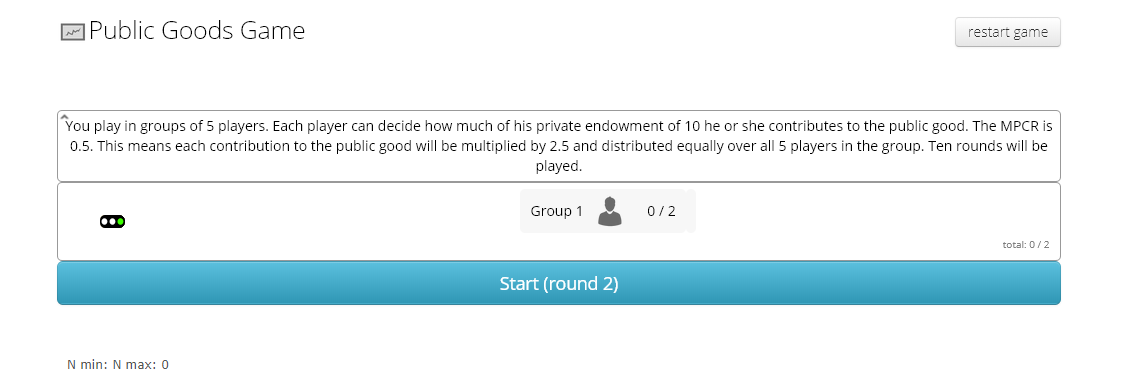 Public Goods Game
restart game
You play in groups of 5 players. Each player can decide how much of his private endowment of 10 he or she contributes to the public good. The MPCR is
0.5. This means each contribution to the public good will be multiplied by 2.5 and distributed equally over all 5 players in the group. Ten rounds will be
played.
Group 1 0 / 2
total: 0 / 2
Start (round 2)
N min: N max: 0